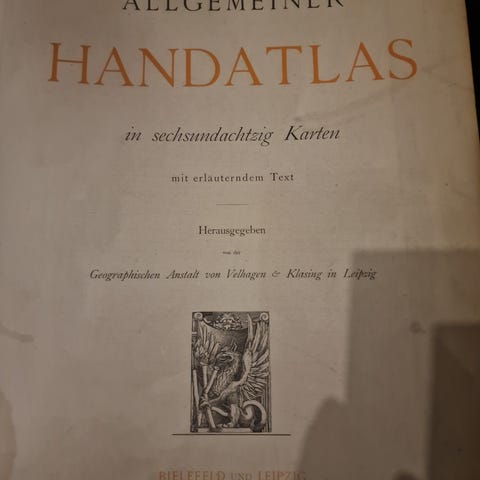 ALLGEMEINER
HANDATLAS
in sechsundachtzig Karten
mit erläuterndem Text
Herausgegeben
von der
Geographischen Anstalt von Velhagen & Klasing in Leipzig
BIELEFELD UND LEIPZIG